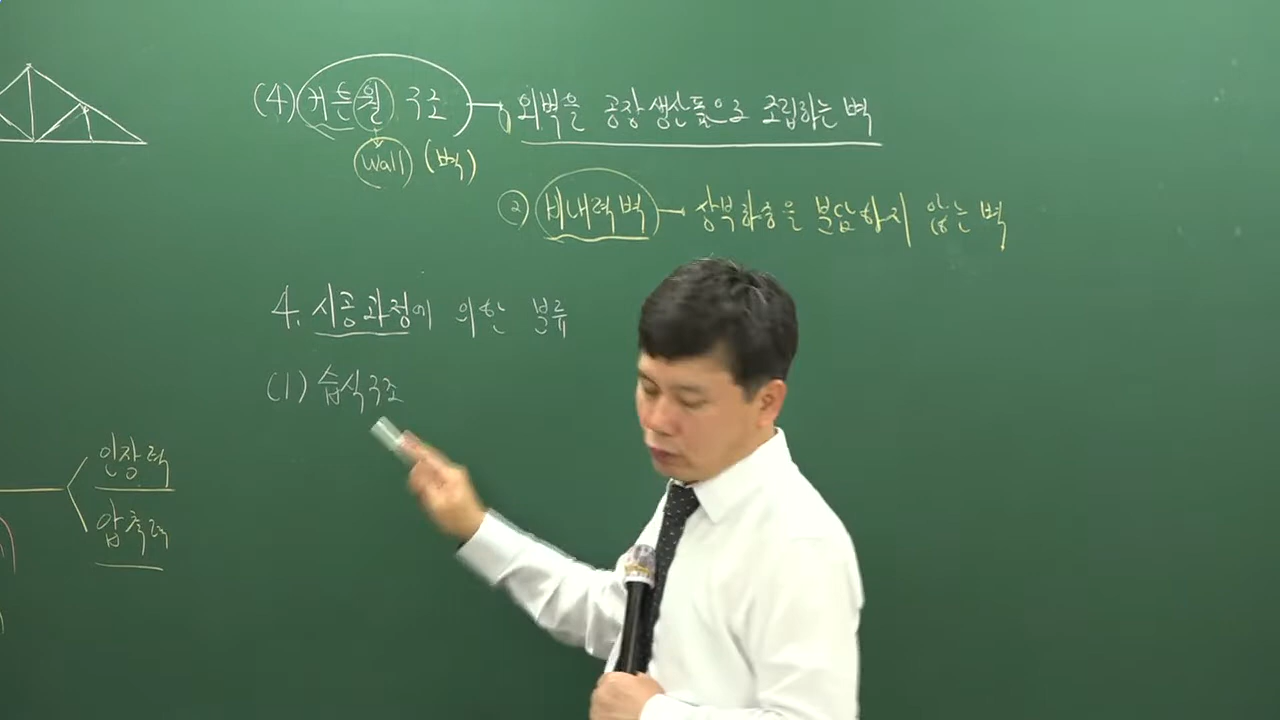 (4) 커튼월 구조 외벽을 공장생산품으로 조립하는 벽
wall (벽)
② 비내력벽 → 상부하중을 부담하지 않는 벽
4. 시공과정에 의한 분류
(1) 습식구조
인장력
압축력